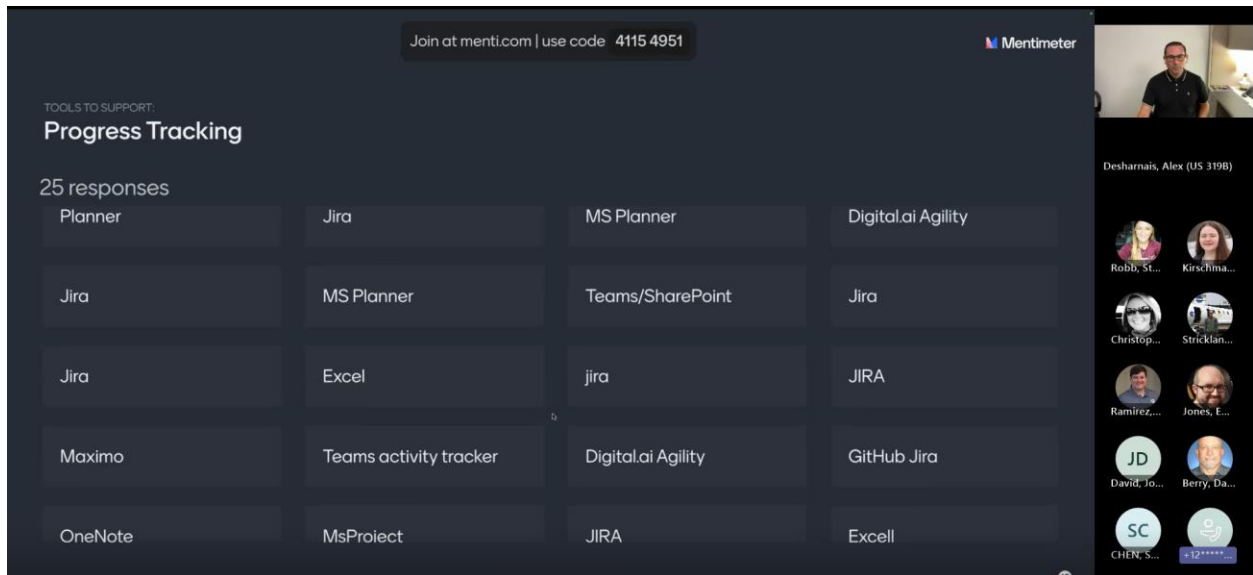 Join at menti.com | use code 4115 4951
Mentimeter
TOOLS TO SUPPORT:
Progress Tracking
25 responses
Planner
Jira
MS Planner
Digital.ai Agility
Jira
MS Planner
Teams/SharePoint
Jira
Jira
Excel
jira
JIRA
Maximo
Teams activity tracker
Digital.ai Agility
GitHub Jira
OneNote
MsProject
JIRA
Excell
Desharnais, Alex (US 319B)
Robb, St...
Kirschma...
Christop...
Stricklan...
Ramirez,...
Jones, E...
JD
David, Jo...
Berry, Da...
SC
CHEN, S...
+12*****...